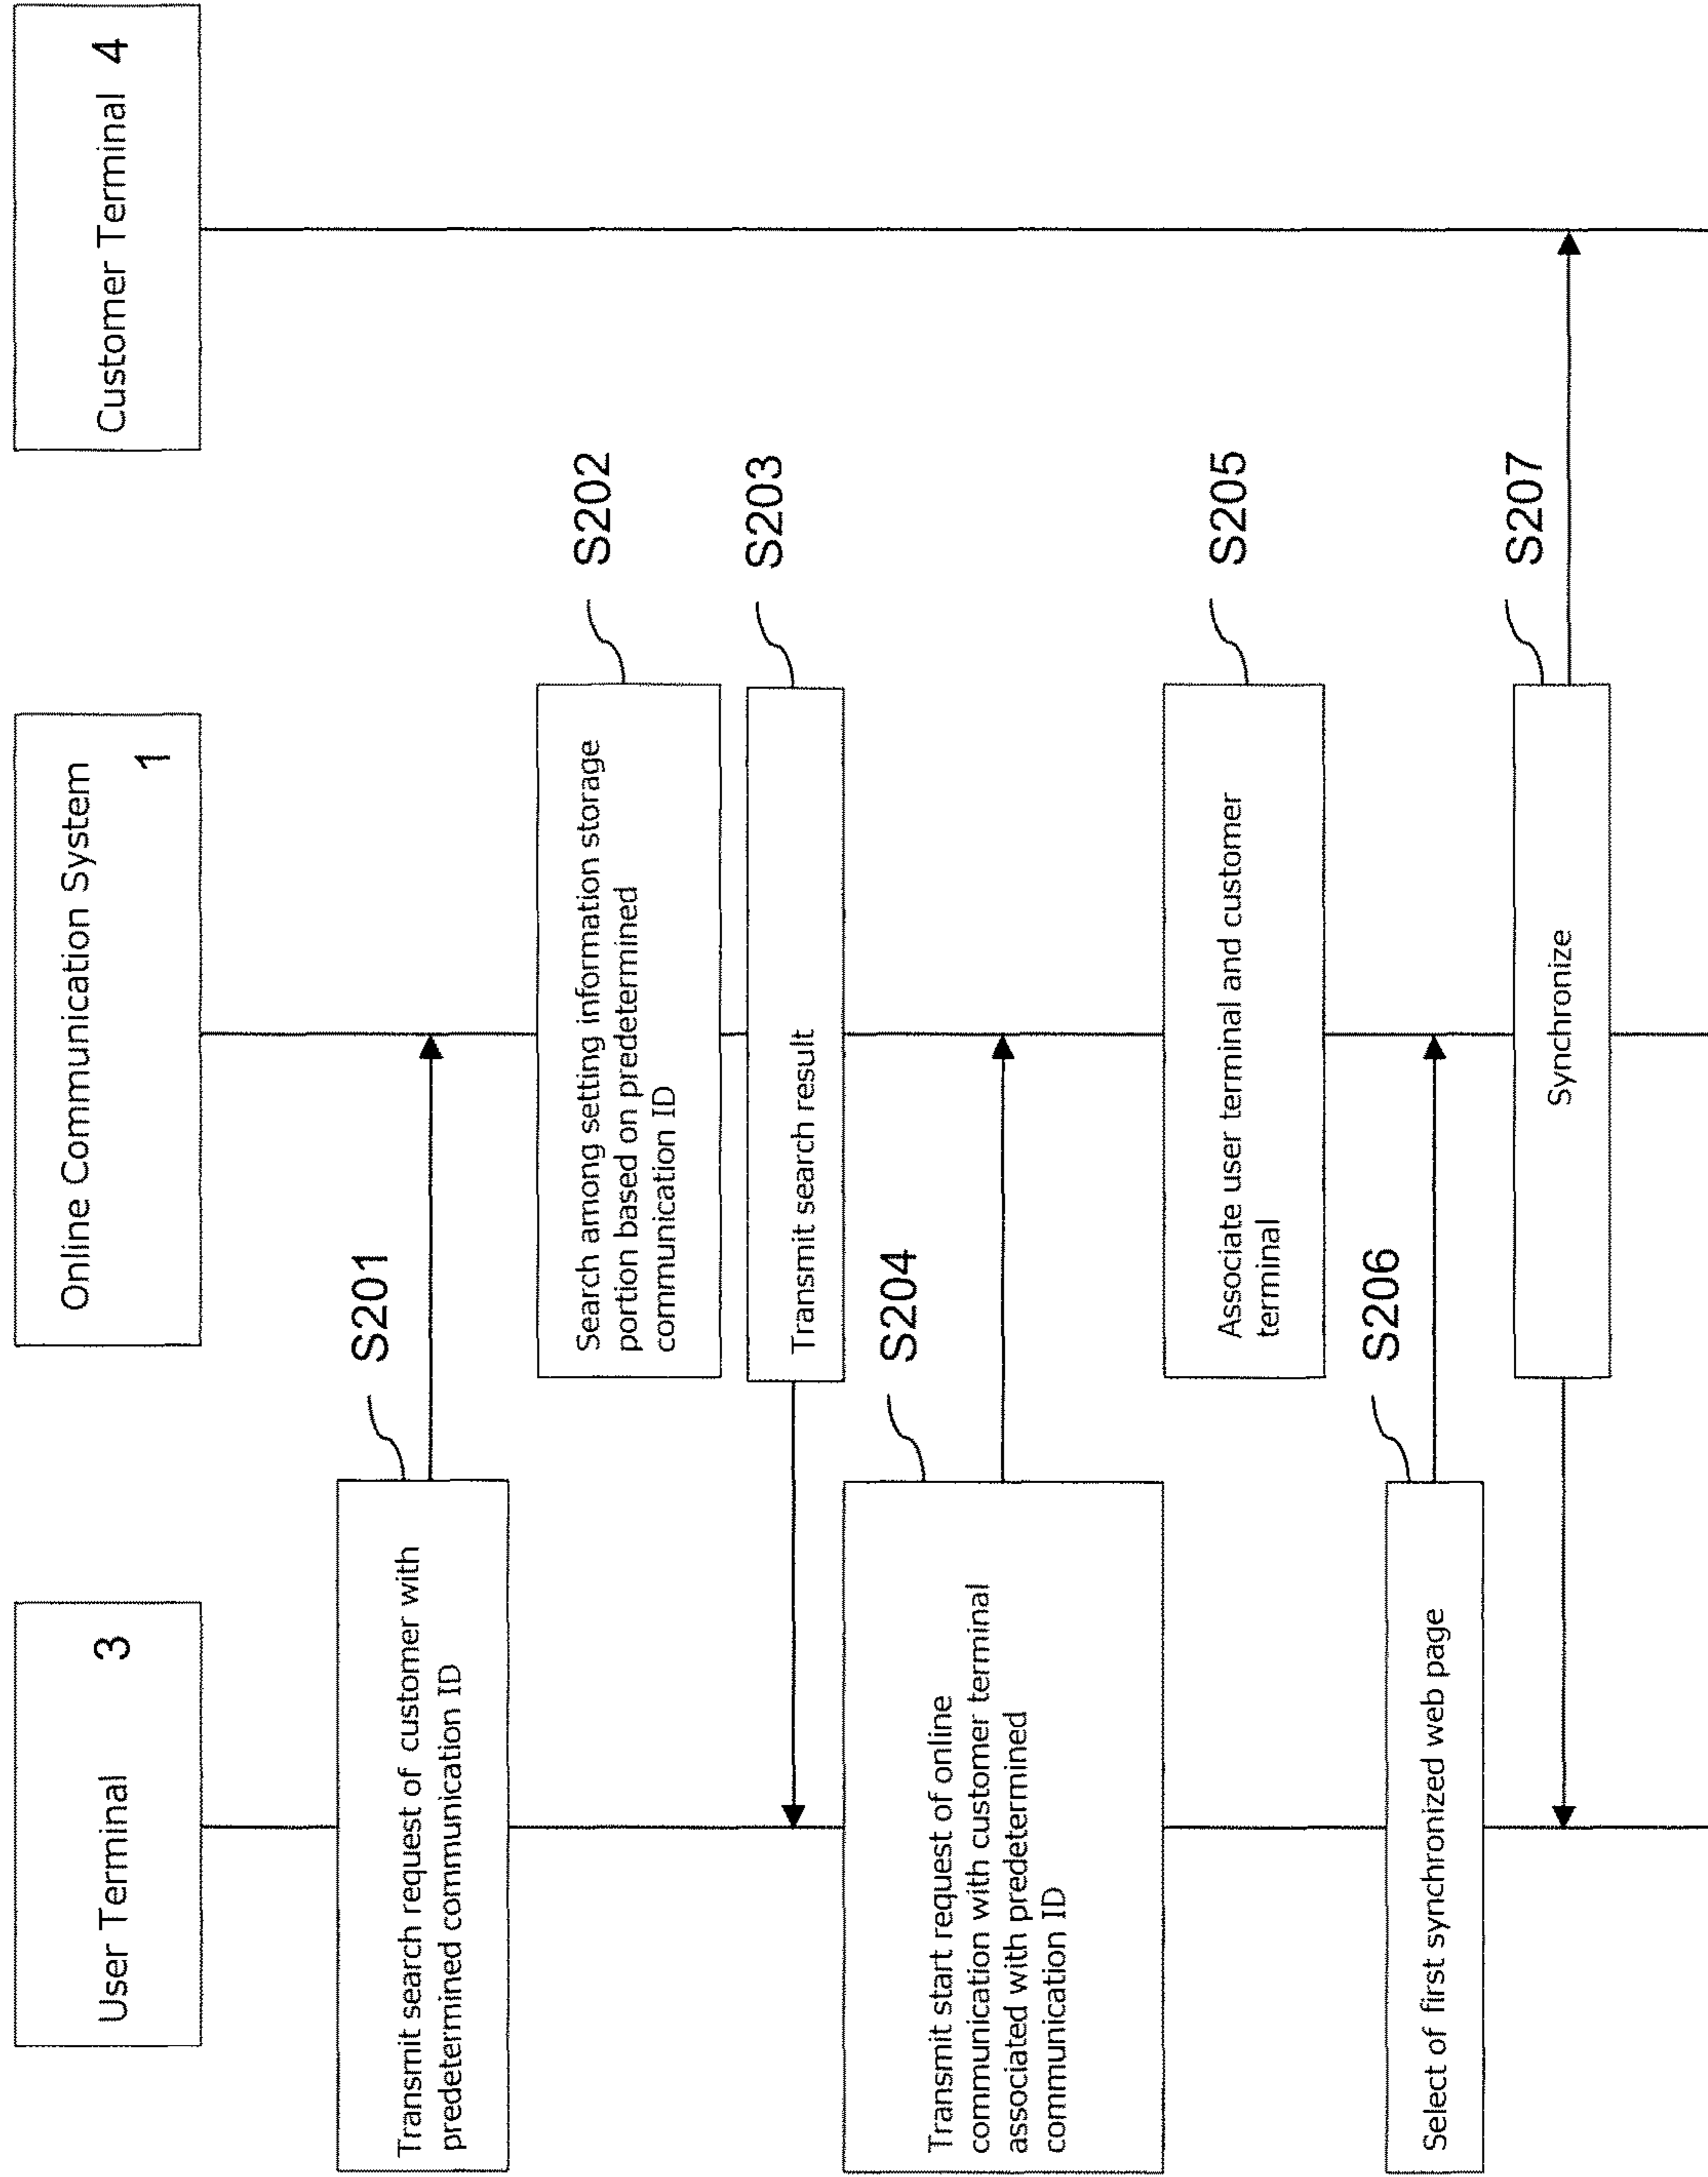 User Terminal
3
Online Communication System
1
Customer Terminal 4
S201
Transmit search request of customer with
predetermined communication ID
S202
Search among setting information storage
portion based on predetermined
communication ID
S203
Transmit search result
S204
Transmit start request of online
communication with customer terminal
associated with predetermined
communication ID
S205
Associate user terminal and customer
terminal
S206
Select of first synchronized web page
S207
Synchronize